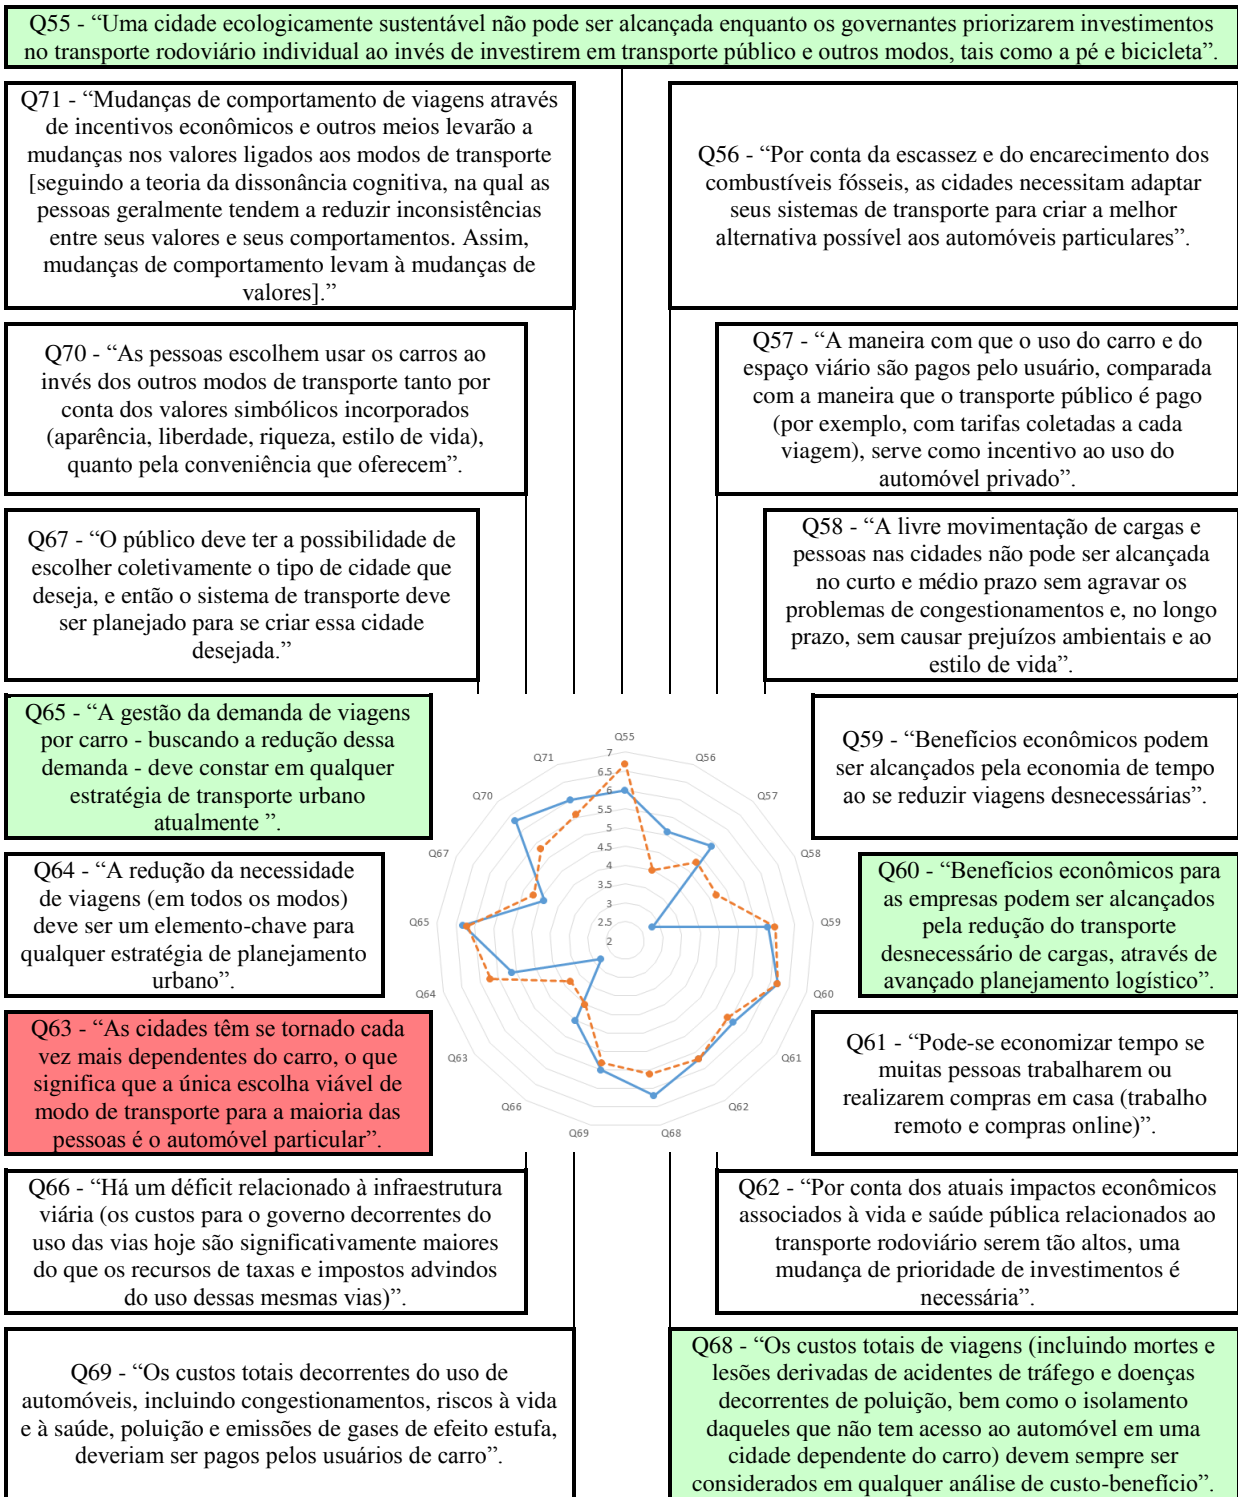 Q55 - “Uma cidade ecologicamente sustentável não pode ser alcançada enquanto os governantes priorizarem investimentos
no transporte rodoviário individual ao invés de investirem em transporte público e outros modos, tais como a pé e bicicleta”.
Q71 - “Mudanças de comportamento de viagens através
de incentivos econômicos e outros meios levarão a
mudanças nos valores ligados aos modos de transporte
[seguindo a teoria da dissonância cognitiva, na qual as
pessoas geralmente tendem a reduzir inconsistências
entre seus valores e seus comportamentos. Assim,
mudanças de comportamento levam à mudanças de
valores].”
Q56 - “Por conta da escassez e do encarecimento dos
combustíveis fósseis, as cidades necessitam adaptar
seus sistemas de transporte para criar a melhor
alternativa possível aos automóveis particulares”.
Q70 - “As pessoas escolhem usar os carros ao
invés dos outros modos de transporte tanto por
conta dos valores simbólicos incorporados
(aparência, liberdade, riqueza, estilo de vida),
quanto pela conveniência que oferecem”.
Q57 - “A maneira com que o uso do carro e do
espaço viário são pagos pelo usuário, comparada
com a maneira que o transporte público é pago
(por exemplo, com tarifas coletadas a cada
viagem), serve como incentivo ao uso do
automóvel privado”.
Q67 - “O público deve ter a possibilidade de
escolher coletivamente o tipo de cidade que
deseja, e então o sistema de transporte deve
ser planejado para se criar essa cidade
desejada.”
Q58 - “A livre movimentação de cargas e
pessoas nas cidades não pode ser alcançada
no curto e médio prazo sem agravar os
problemas de congestionamentos e, no longo
prazo, sem causar prejuízos ambientais e ao
estilo de vida”.
Q65 - “A gestão da demanda de viagens
por carro - buscando a redução dessa
demanda - deve constar em qualquer
estratégia de transporte urbano
atualmente ”.
Q59 - “Benefícios econômicos podem
ser alcançados pela economia de tempo
ao se reduzir viagens desnecessárias”.
Q64 - “A redução da necessidade
de viagens (em todos os modos)
deve ser um elemento-chave para
qualquer estratégia de planejamento
urbano”.
Q60 - “Benefícios econômicos para
as empresas podem ser alcançados
pela redução do transporte
desnecessário de cargas, através de
avançado planejamento logístico”.
Q63 - “As cidades têm se tornado cada
vez mais dependentes do carro, o que
significa que a única escolha viável de
modo de transporte para a maioria das
pessoas é o automóvel particular”.
Q61 - “Pode-se economizar tempo se
muitas pessoas trabalharem ou
realizarem compras em casa (trabalho
remoto e compras online)”.
Q55
Q56
Q57
Q58
Q59
Q60
Q61
Q62
Q68
Q69
Q66
Q63
Q64
Q65
Q67
Q70
Q71
7
6.5
6
5.5
5
4.5
4
3.5
3
2.5
2
Q66 - “Há um déficit relacionado à infraestrutura
viária (os custos para o governo decorrentes do
uso das vias hoje são significativamente maiores
do que os recursos de taxas e impostos advindos
do uso dessas mesmas vias)”.
Q62 - “Por conta dos atuais impactos econômicos
associados à vida e saúde pública relacionados ao
transporte rodoviário serem tão altos, uma
mudança de prioridade de investimentos é
necessária”.
Q69 - “Os custos totais decorrentes do uso de
automóveis, incluindo congestionamentos, riscos à vida
e à saúde, poluição e emissões de gases de efeito estufa,
deveriam ser pagos pelos usuários de carro”.
Q68 - “Os custos totais de viagens (incluindo mortes e
lesões derivadas de acidentes de tráfego e doenças
decorrentes de poluição, bem como o isolamento
daqueles que não tem acesso ao automóvel em uma
cidade dependente do carro) devem sempre ser
considerados em qualquer análise de custo-benefício”.